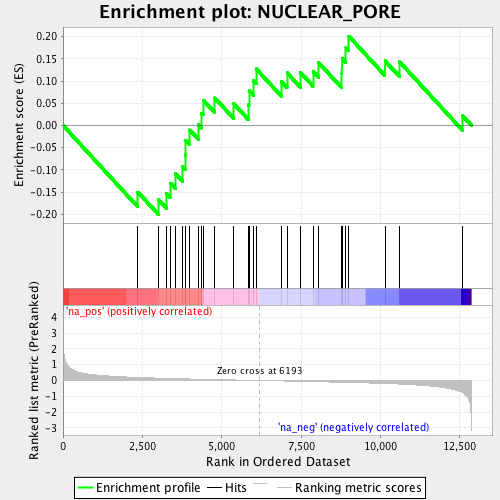 Enrichment plot: NUCLEAR_PORE
Enrichment score (ES)
0.20
0.15
0.10
0.05
0.00
-0.05
-0.10
-0.15
-0.20
'na_pos' (positively correlated)
Ranked list metric (PreRanked)
4
3
2
1
0
-1
-2
-3
Zero cross at 6193
'na_neg' (negatively correlated)
0
2,500
5,000
7,500
10,000
12,500
Rank in Ordered Dataset
Enrichment profile
Hits
Ranking metric scores